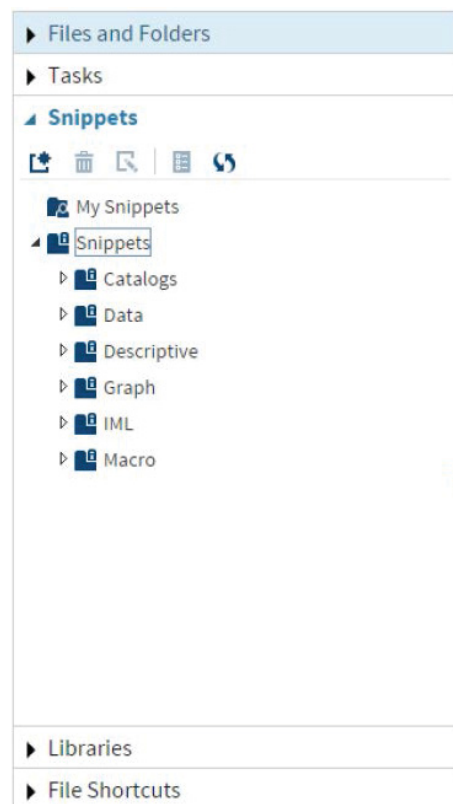 Files and Folders
Tasks
Snippets
My Snippets
Snippets
Catalogs
Data
Descriptive
Graph
IML
Macro
Libraries
File Shortcuts